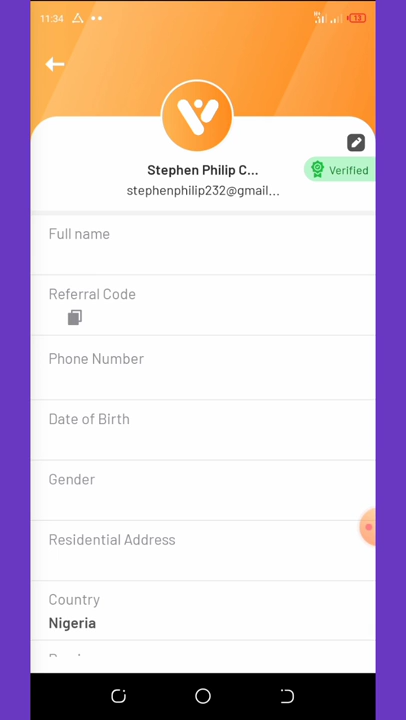 11:34
13
Stephen Philip C...
Verified
stephenphilip232@gmail...
Full name
Referral Code
Phone Number
Date of Birth
Gender
Residential Address
Country
Nigeria